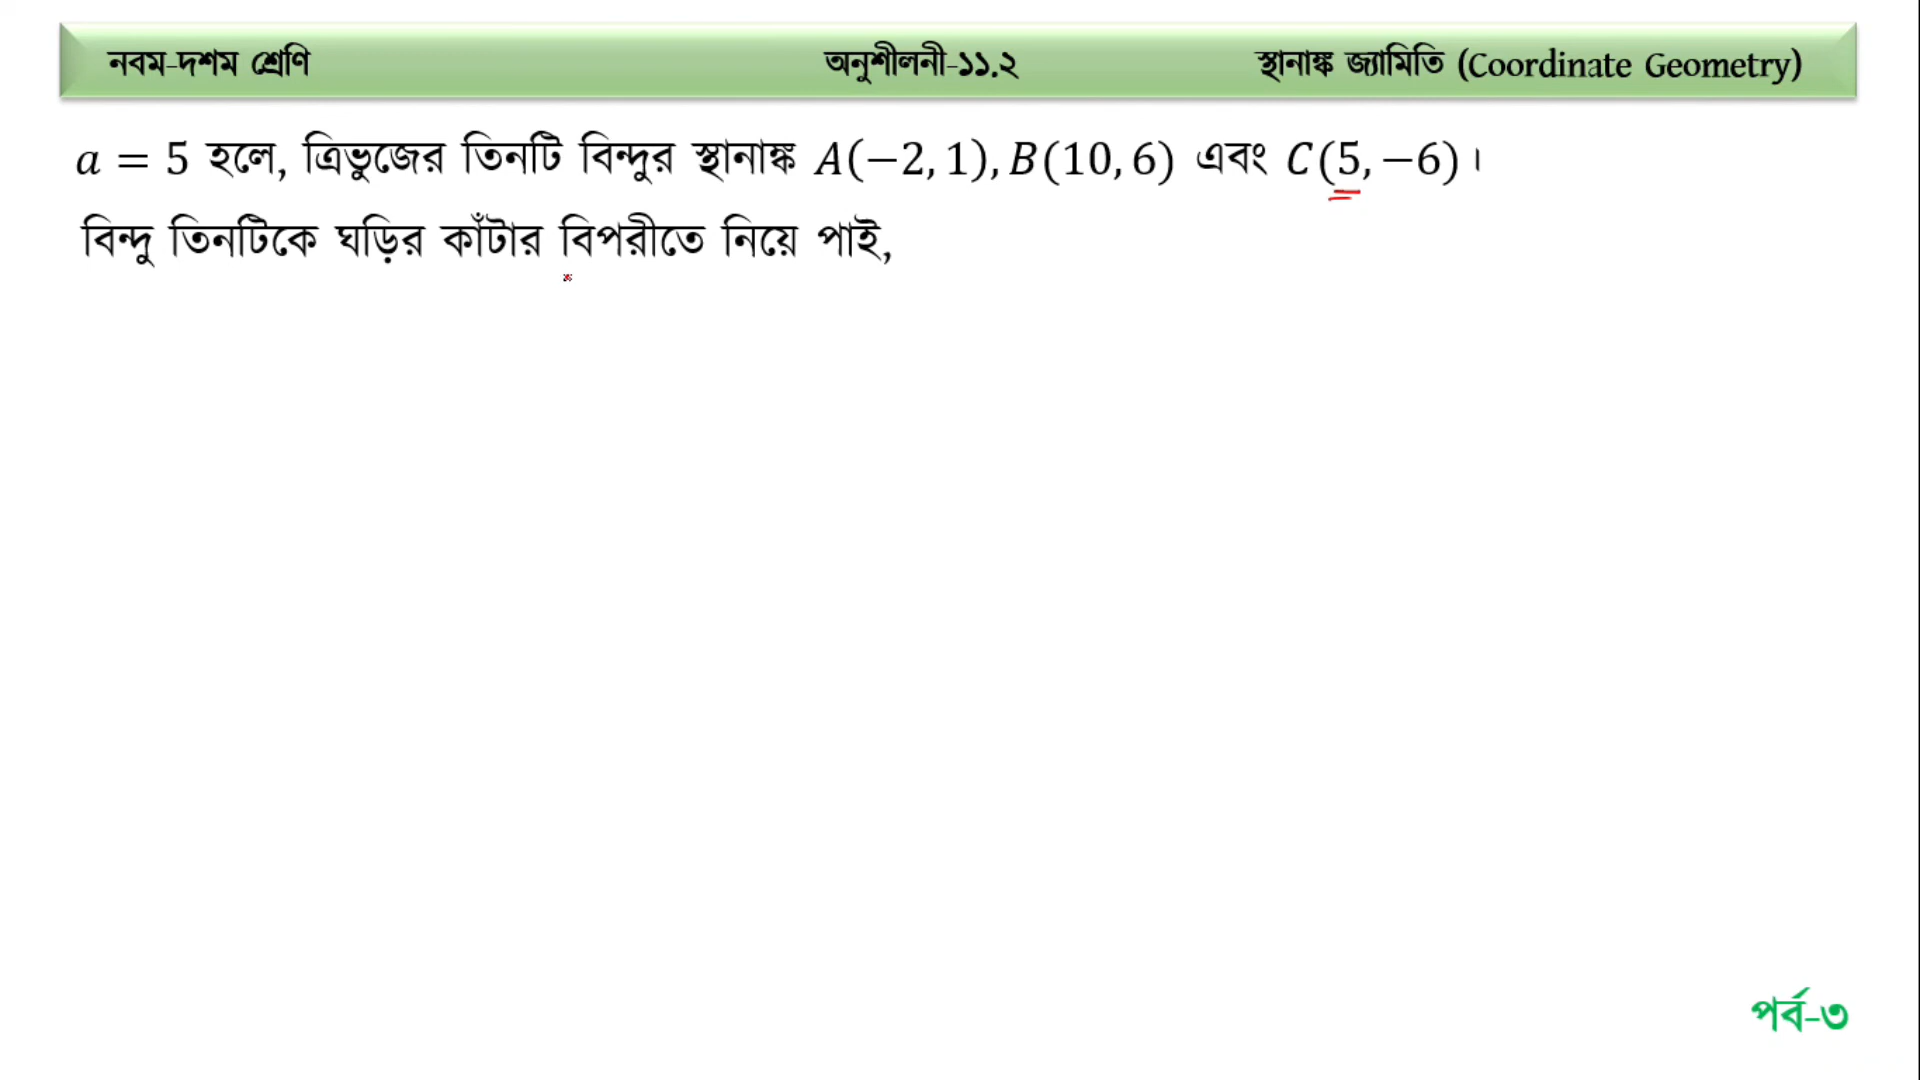 নবম-দশম শ্রেণি অনুশীলনী-১১.২ স্থানাঙ্ক জ্যামিতি (Coordinate Geometry)
a = 5 হলে, ত্রিভুজের তিনটি বিন্দুর স্থানাঙ্ক A(−2, 1), B(10, 6) এবং C(5, −6)।
বিন্দু তিনটিকে ঘড়ির কাঁটার বিপরীতে নিয়ে পাই,
পর্ব-৩